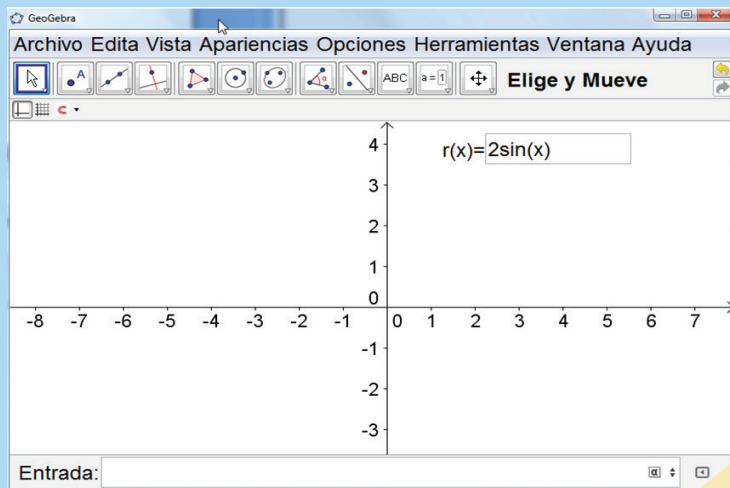 GeoGebra
Archivo Edita Vista Apariencias Opciones Herramientas Ventana Ayuda
A α ABC a=1 Elige y Mueve
4
r(x)= 2sin(x)
3
2
1
0
-8 -7 -6 -5 -4 -3 -2 -1 0 1 2 3 4 5 6 7
-1
-2
-3
Entrada: α